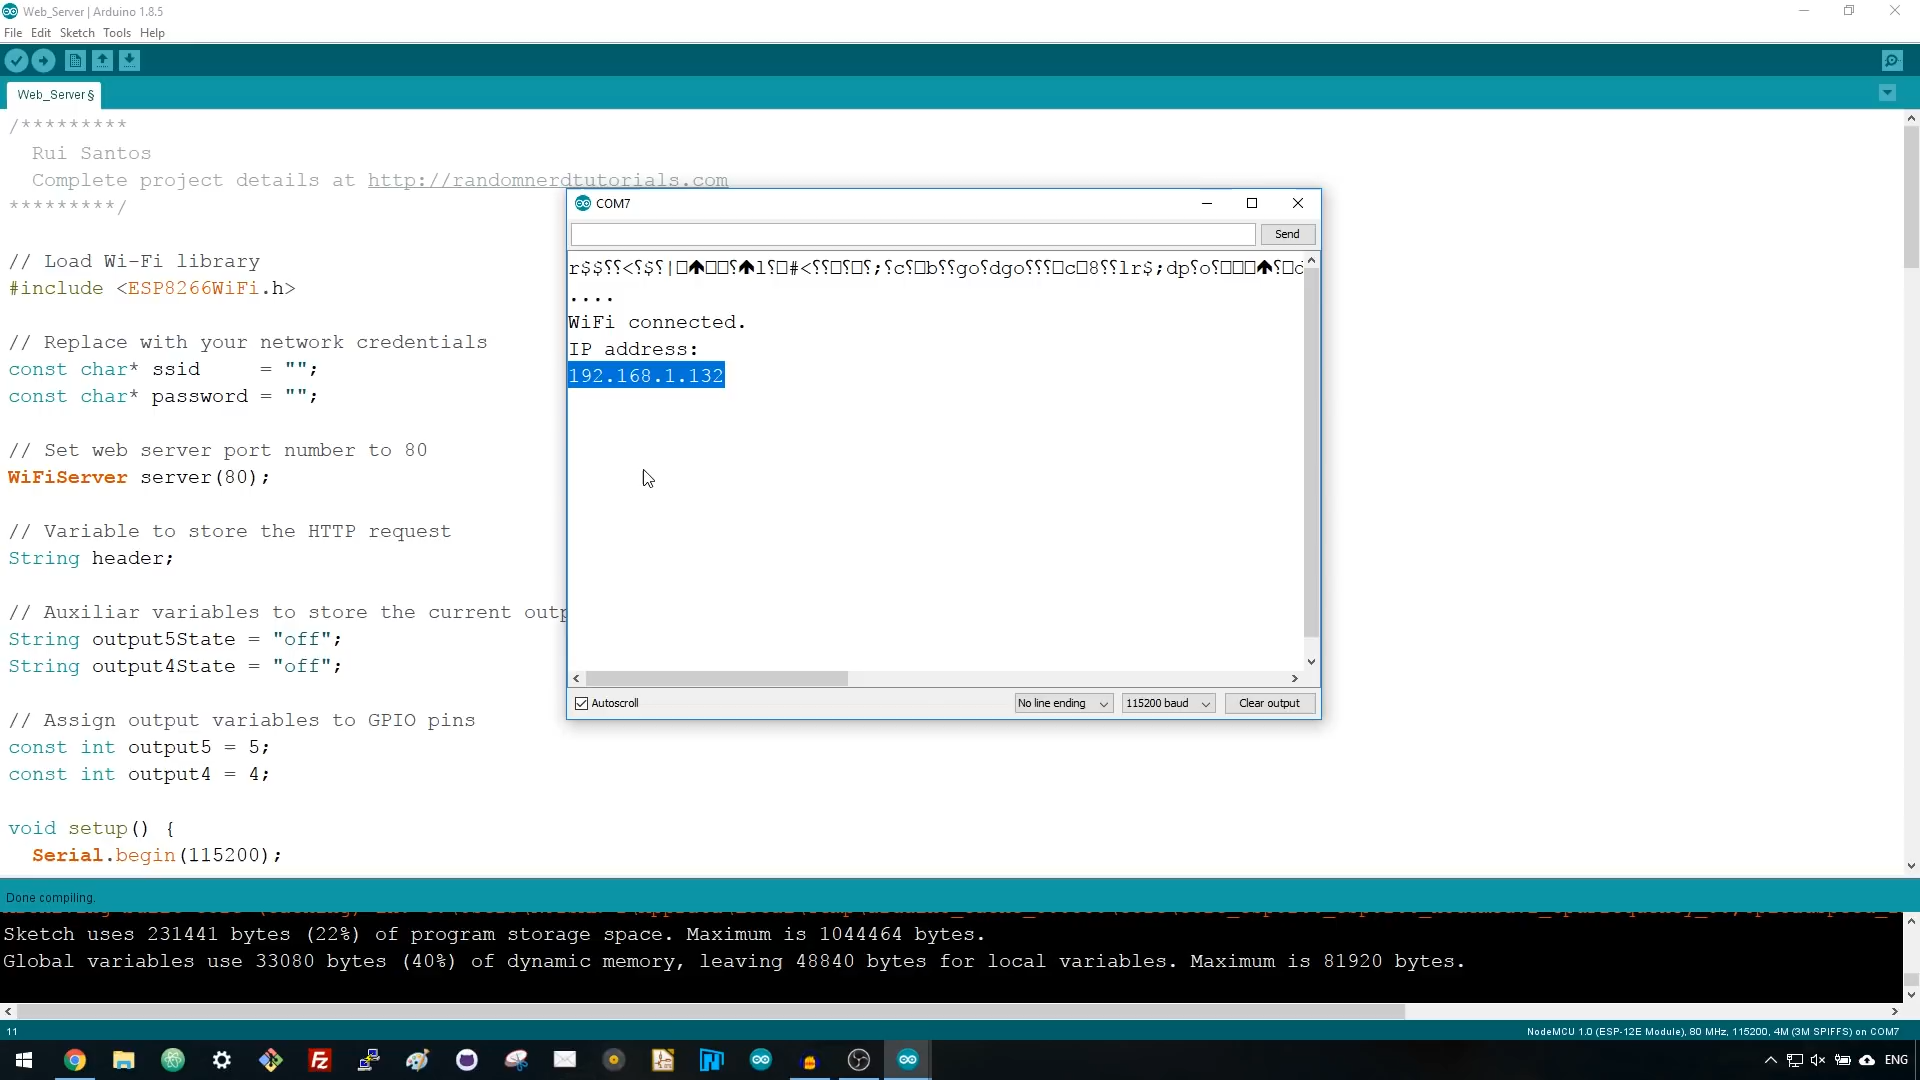 Web_Server | Arduino 1.8.5
File Edit Sketch Tools Help
Web_Server §
/*********
Rui Santos
Complete project details at http://randomnerdtutorials.com
*********/
// Load Wi-Fi library
#include <ESP8266WiFi.h>
// Replace with your network credentials
const char* ssid     = "";
const char* password = "";
// Set web server port number to 80
WiFiServer server(80);
// Variable to store the HTTP request
String header;
// Auxiliar variables to store the current outp
String output5State = "off";
String output4State = "off";
// Assign output variables to GPIO pins
const int output5 = 5;
const int output4 = 4;
void setup() {
Serial.begin(115200);
COM7
Send
....
WiFi connected.
IP address:
192.168.1.132
Autoscroll
No line ending
115200 baud
Clear output
Done compiling.
Sketch uses 231441 bytes (22%) of program storage space. Maximum is 1044464 bytes.
Global variables use 33080 bytes (40%) of dynamic memory, leaving 48840 bytes for local variables. Maximum is 81920 bytes.
11
NodeMCU 1.0 (ESP-12E Module), 80 MHz, 115200, 4M (3M SPIFFS) on COM7
ENG